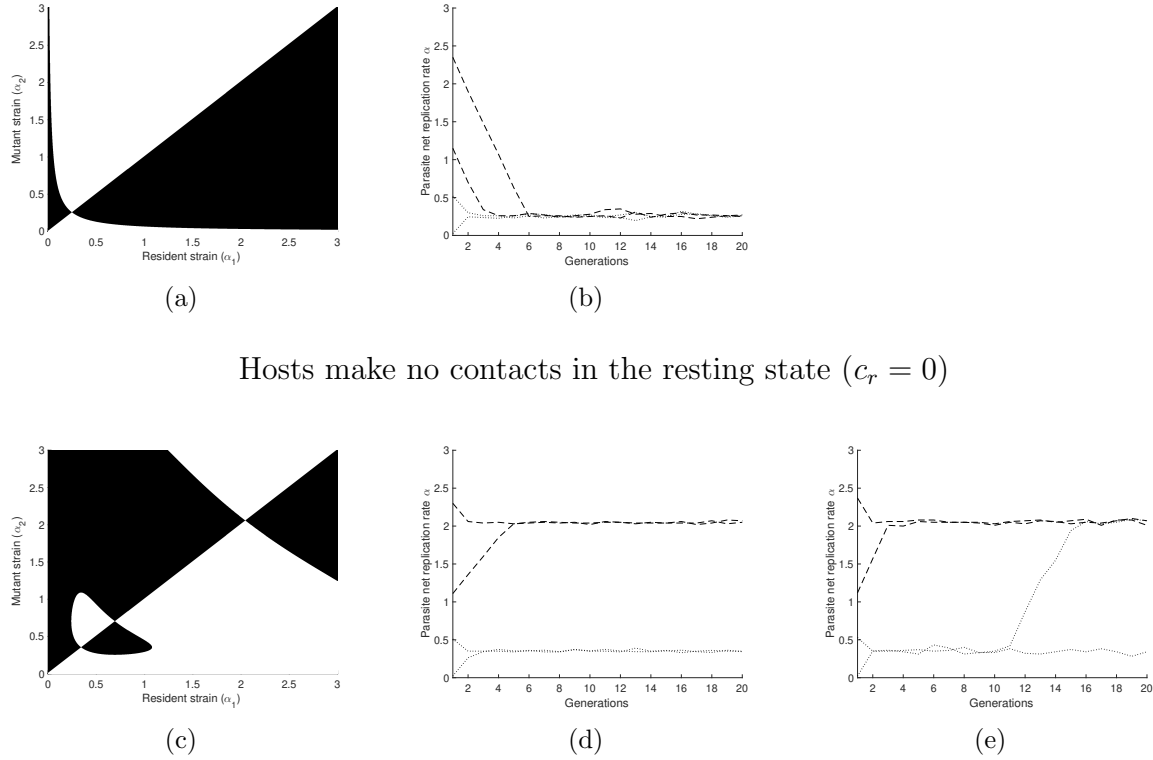 3
2.5
2
1.5
1
0.5
0
Mutant strain (α₂)
0 0.5 1 1.5 2 2.5 3
Resident strain (α₁)
(a)
3
2.5
2
1.5
1
0.5
0
Parasite net replication rate α
2 4 6 8 10 12 14 16 18 20
Generations
(b)
Hosts make no contacts in the resting state (cᵣ = 0)
3
2.5
2
1.5
1
0.5
0
Mutant strain (α₂)
0 0.5 1 1.5 2 2.5 3
Resident strain (α₁)
(c)
3
2.5
2
1.5
1
0.5
0
Parasite net replication rate α
2 4 6 8 10 12 14 16 18 20
Generations
(d)
3
2.5
2
1.5
1
0.5
0
Parasite net replication rate α
2 4 6 8 10 12 14 16 18 20
Generations
(e)